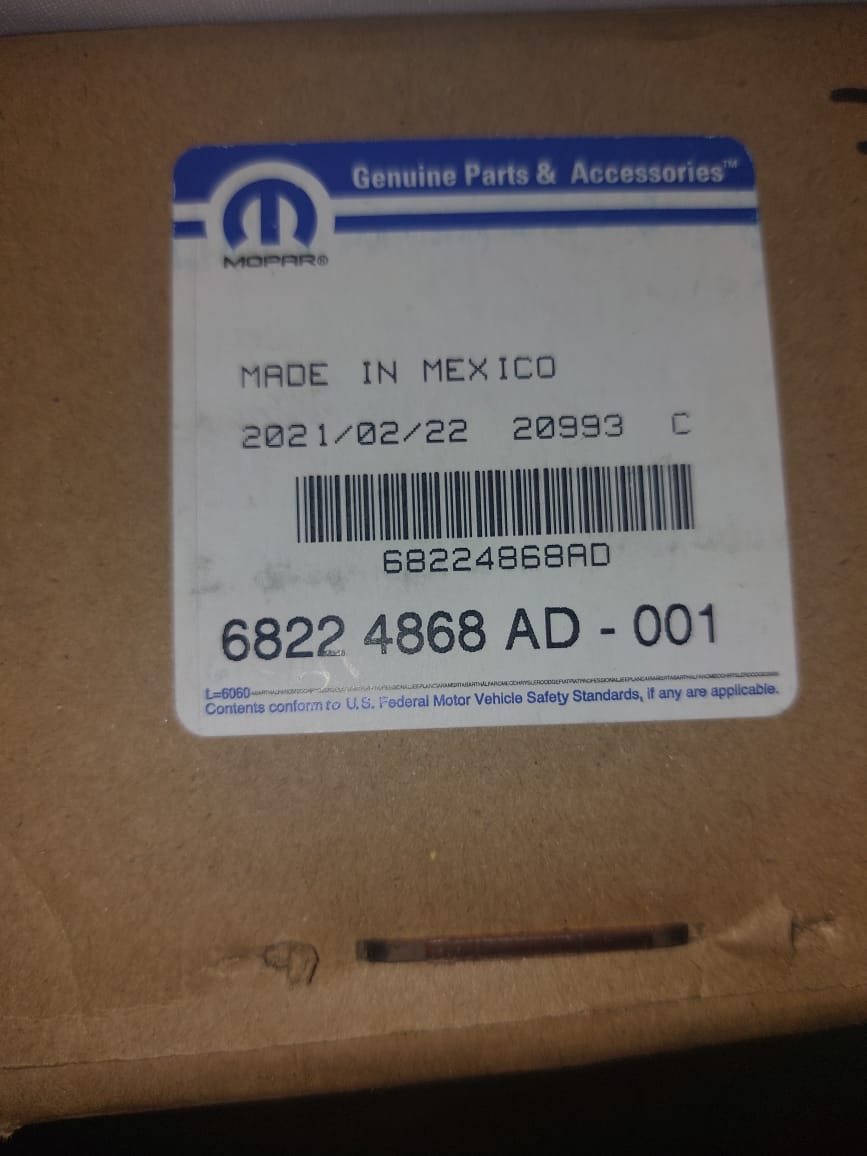 Genuine Parts & Accessories™
MOPAR®
MADE IN MEXICO
2021/02/22 20993 C
68224868AD
6822 4868 AD - 001
L=6060
Contents conform to U.S. Federal Motor Vehicle Safety Standards, if any are applicable.